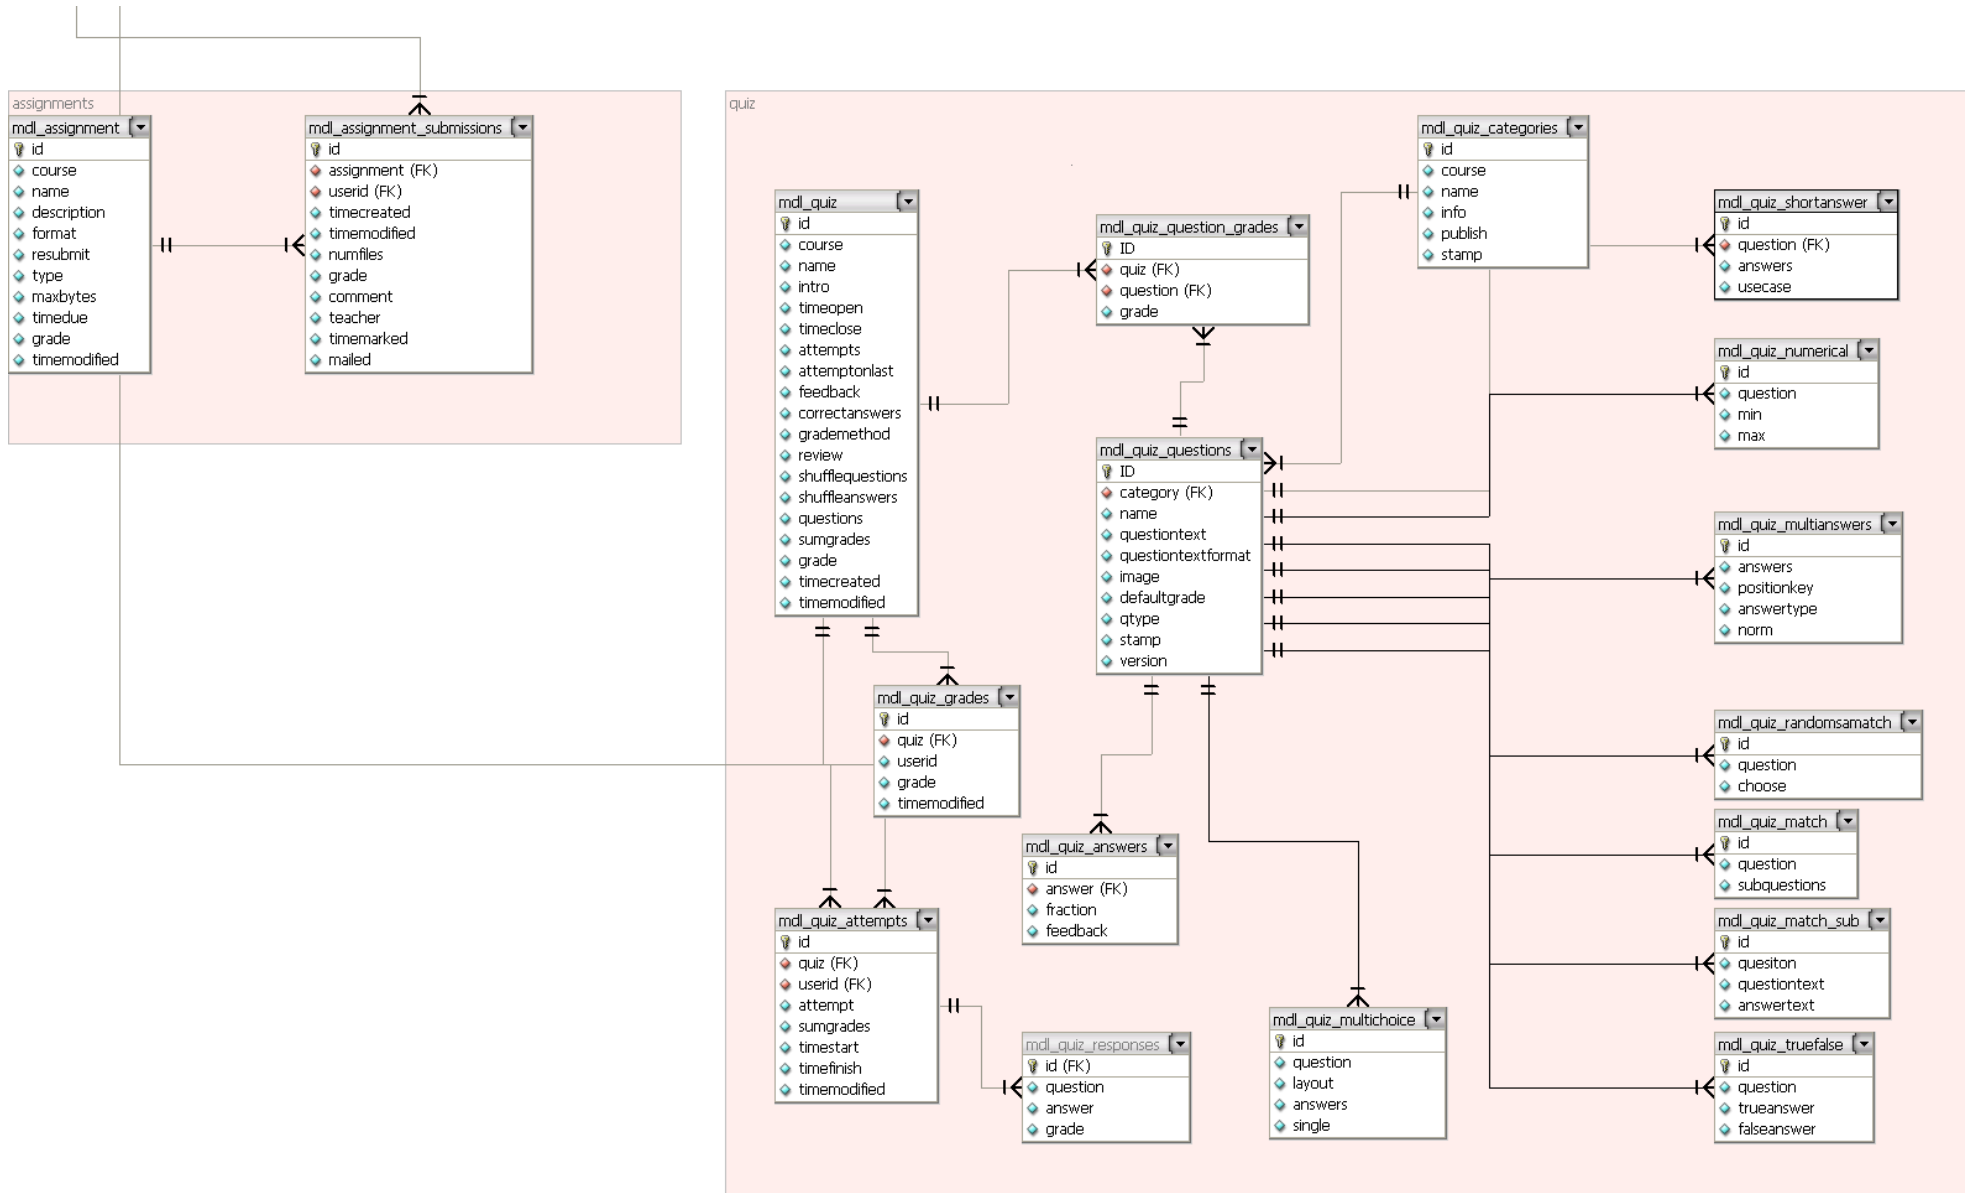 assignments
mdl_assignment
id
course
name
description
format
resubmit
type
maxbytes
timedue
grade
timemodified
mdl_assignment_submissions
id
assignment (FK)
userid (FK)
timecreated
timemodified
numfiles
grade
comment
teacher
timemarked
mailed
quiz
mdl_quiz
id
course
name
intro
timeopen
timeclose
attempts
attemptonlast
feedback
correctanswers
grademethod
review
shufflequestions
shuffleanswers
questions
sumgrades
grade
timecreated
timemodified
mdl_quiz_question_grades
ID
quiz (FK)
question (FK)
grade
mdl_quiz_categories
id
course
name
info
publish
stamp
mdl_quiz_shortanswer
id
question (FK)
answers
usecase
mdl_quiz_numerical
id
question
min
max
mdl_quiz_questions
ID
category (FK)
name
questiontext
questiontextformat
image
defaultgrade
qtype
stamp
version
mdl_quiz_multianswers
id
answers
positionkey
answertype
norm
mdl_quiz_grades
id
quiz (FK)
userid
grade
timemodified
mdl_quiz_randomsamatch
id
question
choose
mdl_quiz_match
id
question
subquestions
mdl_quiz_answers
id
answer (FK)
fraction
feedback
mdl_quiz_attempts
id
quiz (FK)
userid (FK)
attempt
sumgrades
timestart
timefinish
timemodified
mdl_quiz_match_sub
id
quesiton
questiontext
answertext
mdl_quiz_responses
id (FK)
question
answer
grade
mdl_quiz_multichoice
id
question
layout
answers
single
mdl_quiz_truefalse
id
question
trueanswer
falseanswer